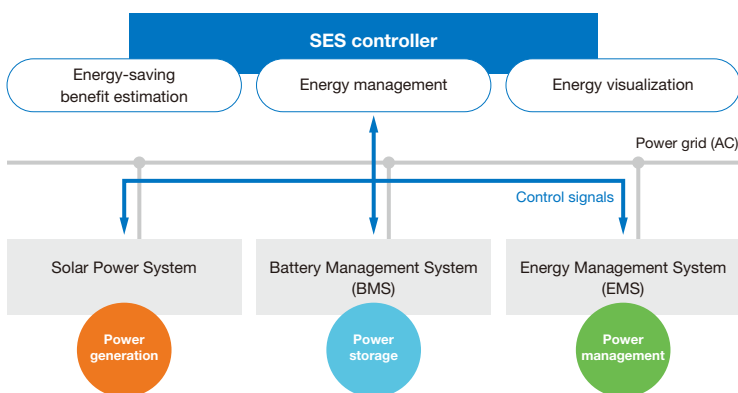 SES controller
Energy-saving
benefit estimation
Energy management
Energy visualization
Power grid (AC)
Control signals
Solar Power System
Battery Management System
(BMS)
Energy Management System
(EMS)
Power
generation
Power
storage
Power
management